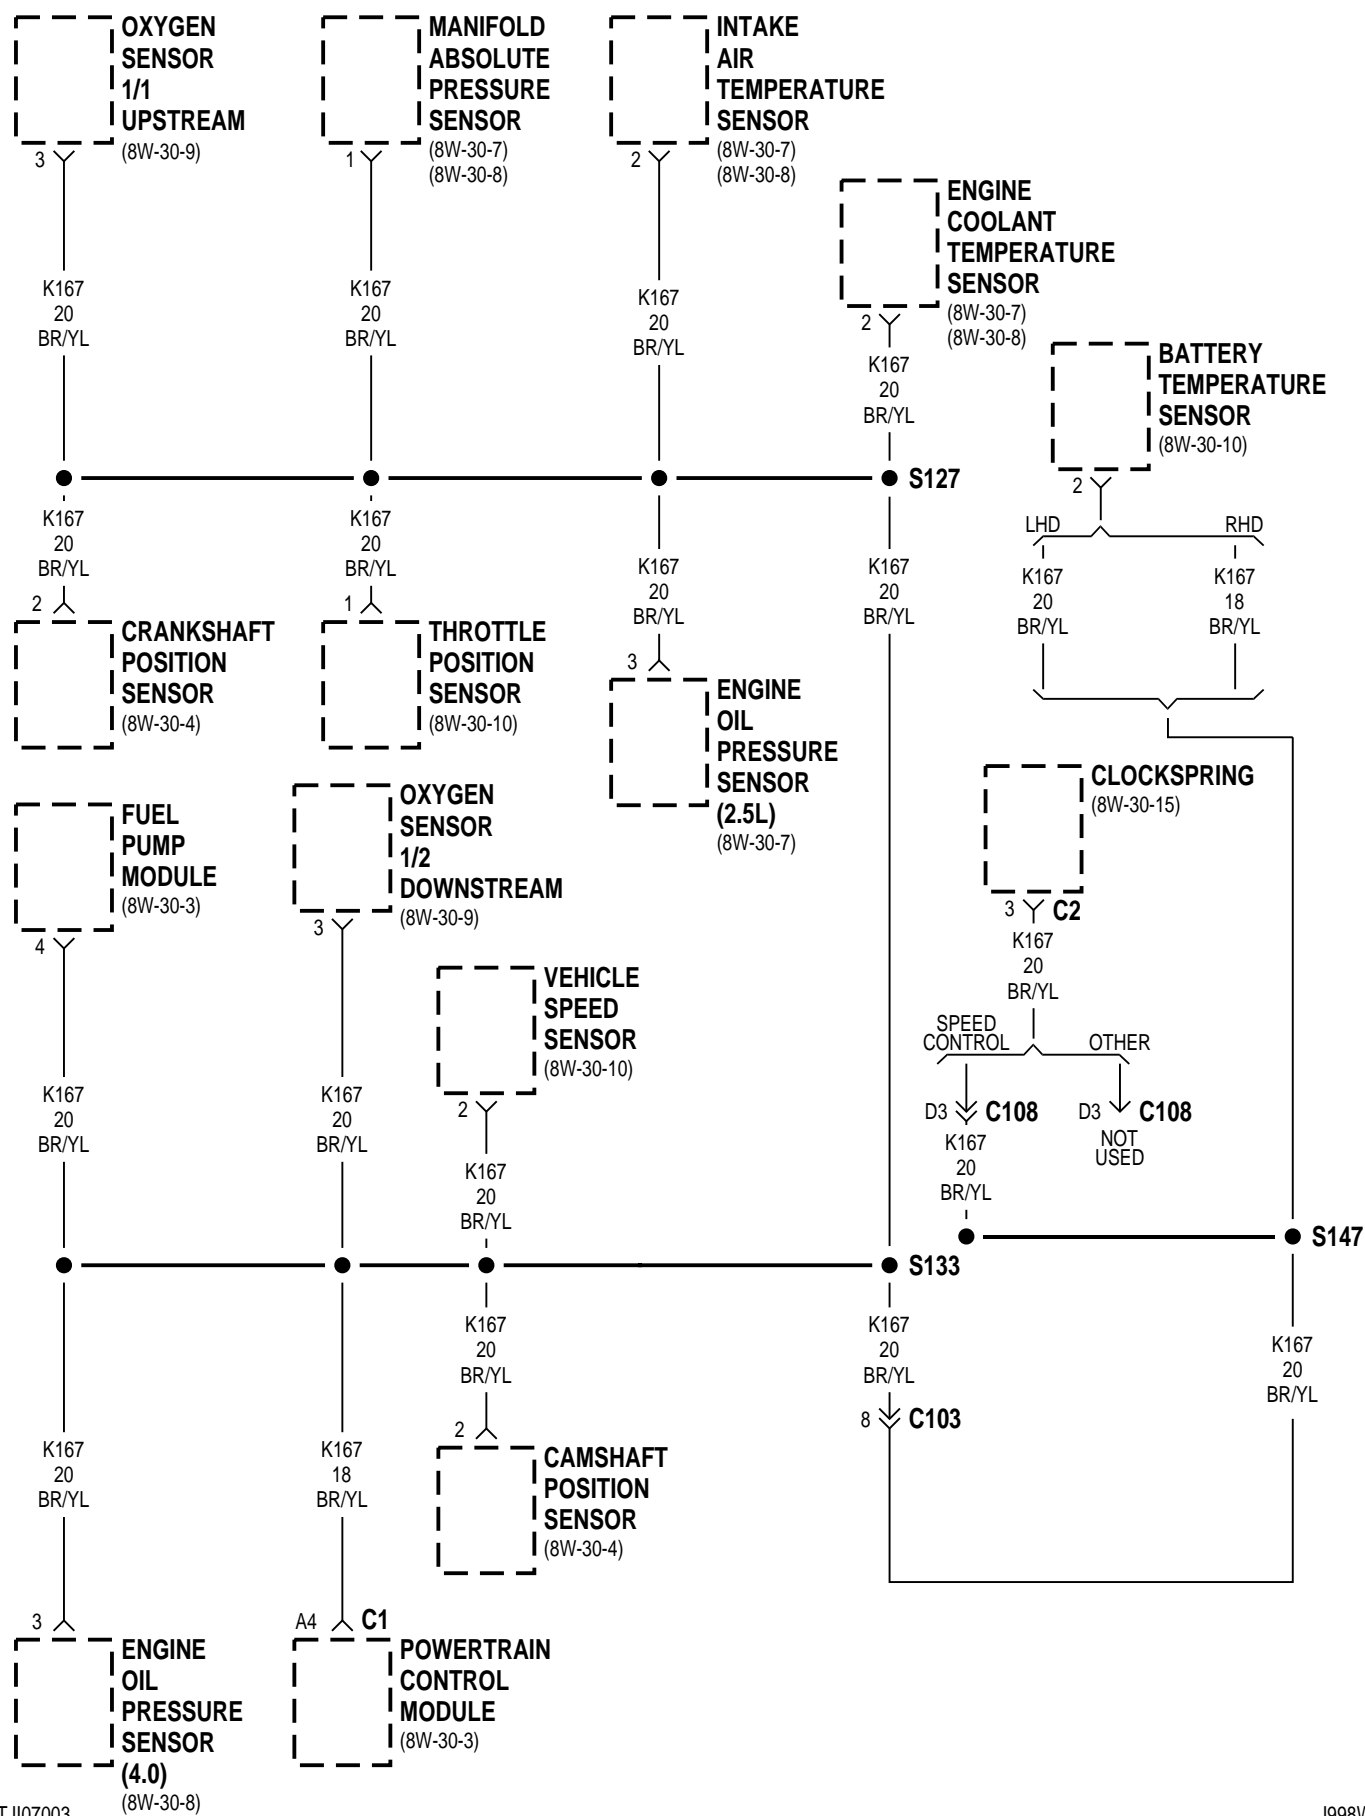 OXYGEN
SENSOR
1/1
UPSTREAM
(8W-30-9)
3
MANIFOLD
ABSOLUTE
PRESSURE
SENSOR
(8W-30-7)
(8W-30-8)
1
INTAKE
AIR
TEMPERATURE
SENSOR
(8W-30-7)
(8W-30-8)
2
ENGINE
COOLANT
TEMPERATURE
SENSOR
(8W-30-7)
(8W-30-8)
2
BATTERY
TEMPERATURE
SENSOR
(8W-30-10)
2
K167
20
BR/YL
K167
20
BR/YL
K167
20
BR/YL
K167
20
BR/YL
S127
LHD
RHD
K167
20
BR/YL
K167
18
BR/YL
K167
20
BR/YL
2
K167
20
BR/YL
1
K167
20
BR/YL
3
K167
20
BR/YL
CRANKSHAFT
POSITION
SENSOR
(8W-30-4)
THROTTLE
POSITION
SENSOR
(8W-30-10)
ENGINE
OIL
PRESSURE
SENSOR
(2.5L)
(8W-30-7)
CLOCKSPRING
(8W-30-15)
3
C2
K167
20
BR/YL
SPEED
CONTROL
OTHER
D3
C108
D3
C108
NOT
USED
K167
20
BR/YL
S147
FUEL
PUMP
MODULE
(8W-30-3)
4
OXYGEN
SENSOR
1/2
DOWNSTREAM
(8W-30-9)
3
VEHICLE
SPEED
SENSOR
(8W-30-10)
2
K167
20
BR/YL
K167
20
BR/YL
K167
20
BR/YL
S133
K167
20
BR/YL
K167
20
BR/YL
8
C103
K167
20
BR/YL
2
CAMSHAFT
POSITION
SENSOR
(8W-30-4)
K167
20
BR/YL
K167
18
BR/YL
3
A4
C1
ENGINE
OIL
PRESSURE
SENSOR
(4.0)
(8W-30-8)
POWERTRAIN
CONTROL
MODULE
(8W-30-3)